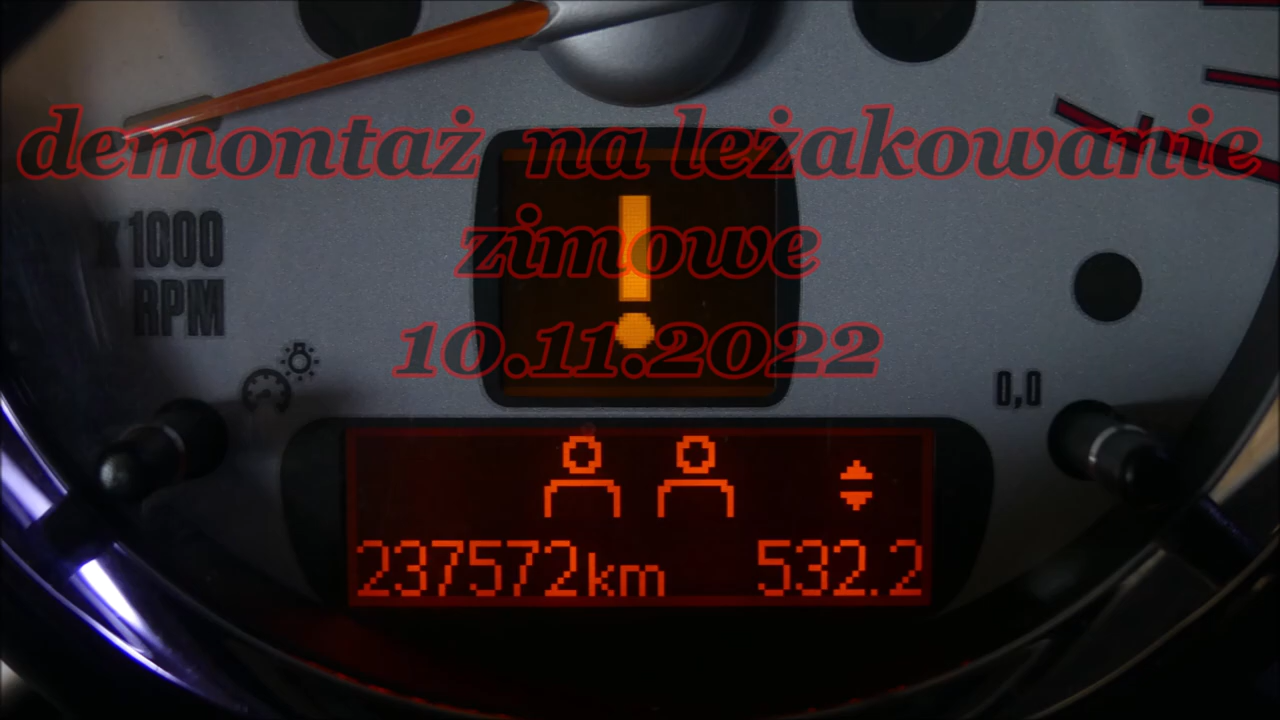 demontaż na leżakowanie
zimowe
10.11.2022
x1000
RPM
0,0
237572km 532.2